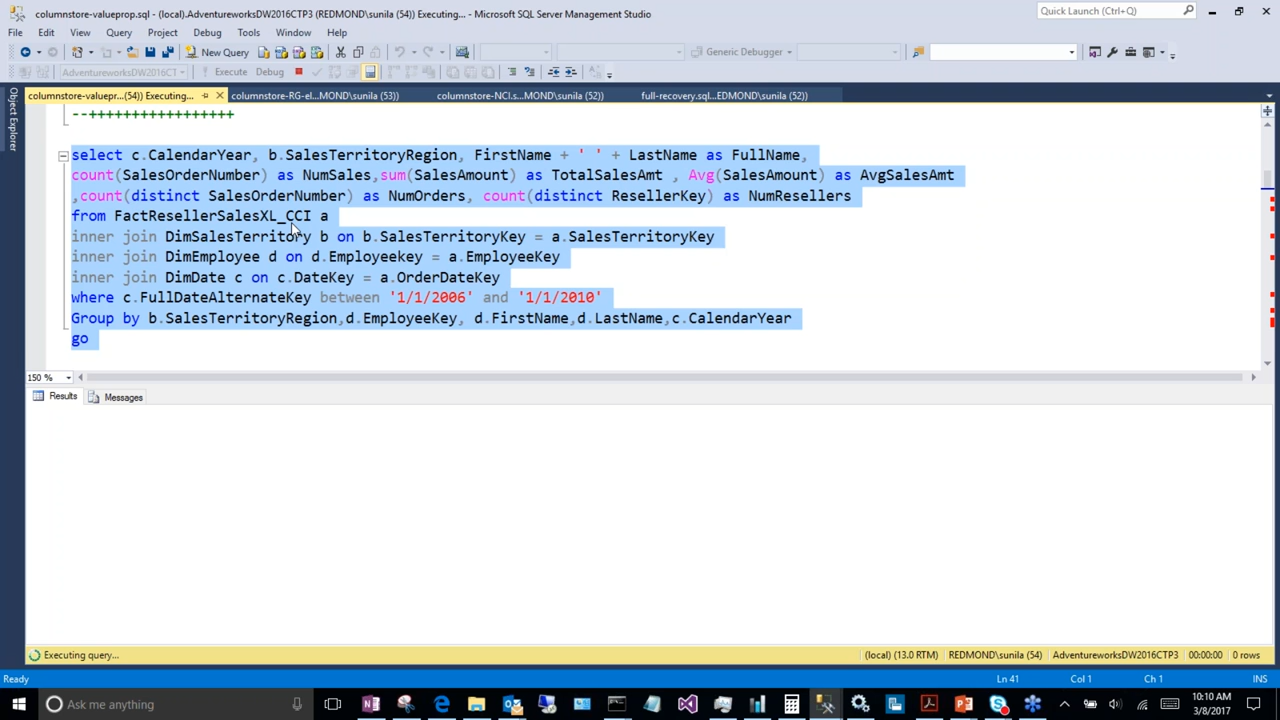 columnstore-valueprop.sql - (local).AdventureworksDW2016CTP3 (REDMOND\sunila (54)) Executing... - Microsoft SQL Server Management Studio
Quick Launch (Ctrl+Q)
File Edit View Query Project Debug Tools Window Help
New Query
Generic Debugger
AdventureworksDW2016CT
Execute Debug
columnstore-valuepr...(54)) Executing...
columnstore-RG-el...MOND\sunila (53))
columnstore-NCI.s...MOND\sunila (52))
full-recovery.sql...EDMOND\sunila (52))
Object Explorer
--+++++++++++++++++
select c.CalendarYear, b.SalesTerritoryRegion, FirstName + ' ' + LastName as FullName,
count(SalesOrderNumber) as NumSales,sum(SalesAmount) as TotalSalesAmt , Avg(SalesAmount) as AvgSalesAmt
,count(distinct SalesOrderNumber) as NumOrders, count(distinct ResellerKey) as NumResellers
from FactResellerSalesXL_CCI a
inner join DimSalesTerritory b on b.SalesTerritoryKey = a.SalesTerritoryKey
inner join DimEmployee d on d.Employeekey = a.EmployeeKey
inner join DimDate c on c.DateKey = a.OrderDateKey
where c.FullDateAlternateKey between '1/1/2006' and '1/1/2010'
Group by b.SalesTerritoryRegion,d.EmployeeKey, d.FirstName,d.LastName,c.CalendarYear
go
150 %
Results Messages
Executing query... (local) (13.0 RTM) REDMOND\sunila (54) AdventureworksDW2016CTP3 00:00:00 0 rows
Ready Ln 41 Col 1 Ch 1 INS
Ask me anything
10:10 AM
3/8/2017